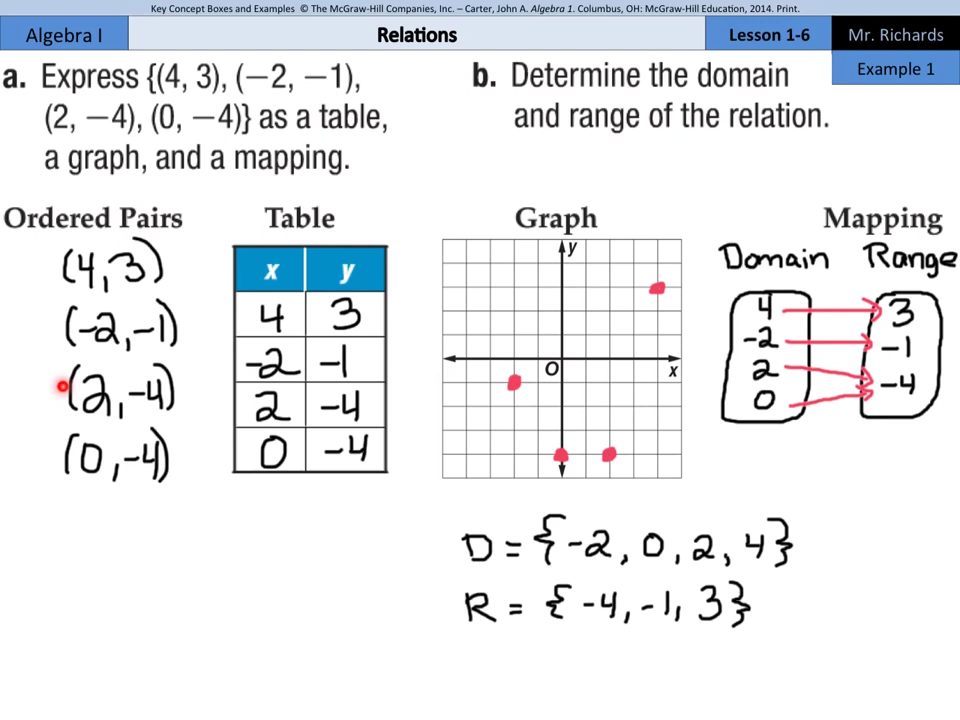 Key Concept Boxes and Examples © The McGraw-Hill Companies, Inc. – Carter, John A. Algebra 1. Columbus, OH: McGraw-Hill Education, 2014. Print.
Algebra I
Relations
Lesson 1-6
Mr. Richards
Example 1
a. Express {(4, 3), (−2, −1),
(2, −4), (0, −4)} as a table,
a graph, and a mapping.
b. Determine the domain
and range of the relation.
Ordered Pairs
(4, 3)
(-2, -1)
(2, -4)
(0, -4)
Table
x y
4 3
-2 -1
2 -4
0 -4
Graph
y
O
x
Mapping
Domain Range
4 3
-2 -1
2 -4
0
D = {-2, 0, 2, 4}
R = {-4, -1, 3}